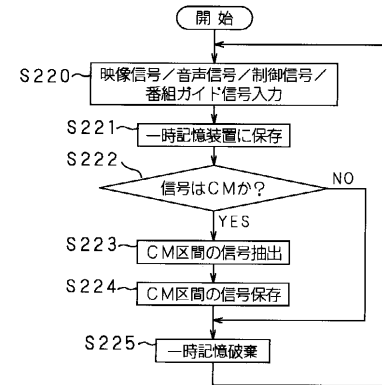 開始
S220
映像信号/音声信号/制御信号/
番組ガイド信号入力
S221
一時記憶装置に保存
S222
信号はCMか?
NO
YES
S223
CM区間の信号抽出
S224
CM区間の信号保存
S225
一時記憶破棄